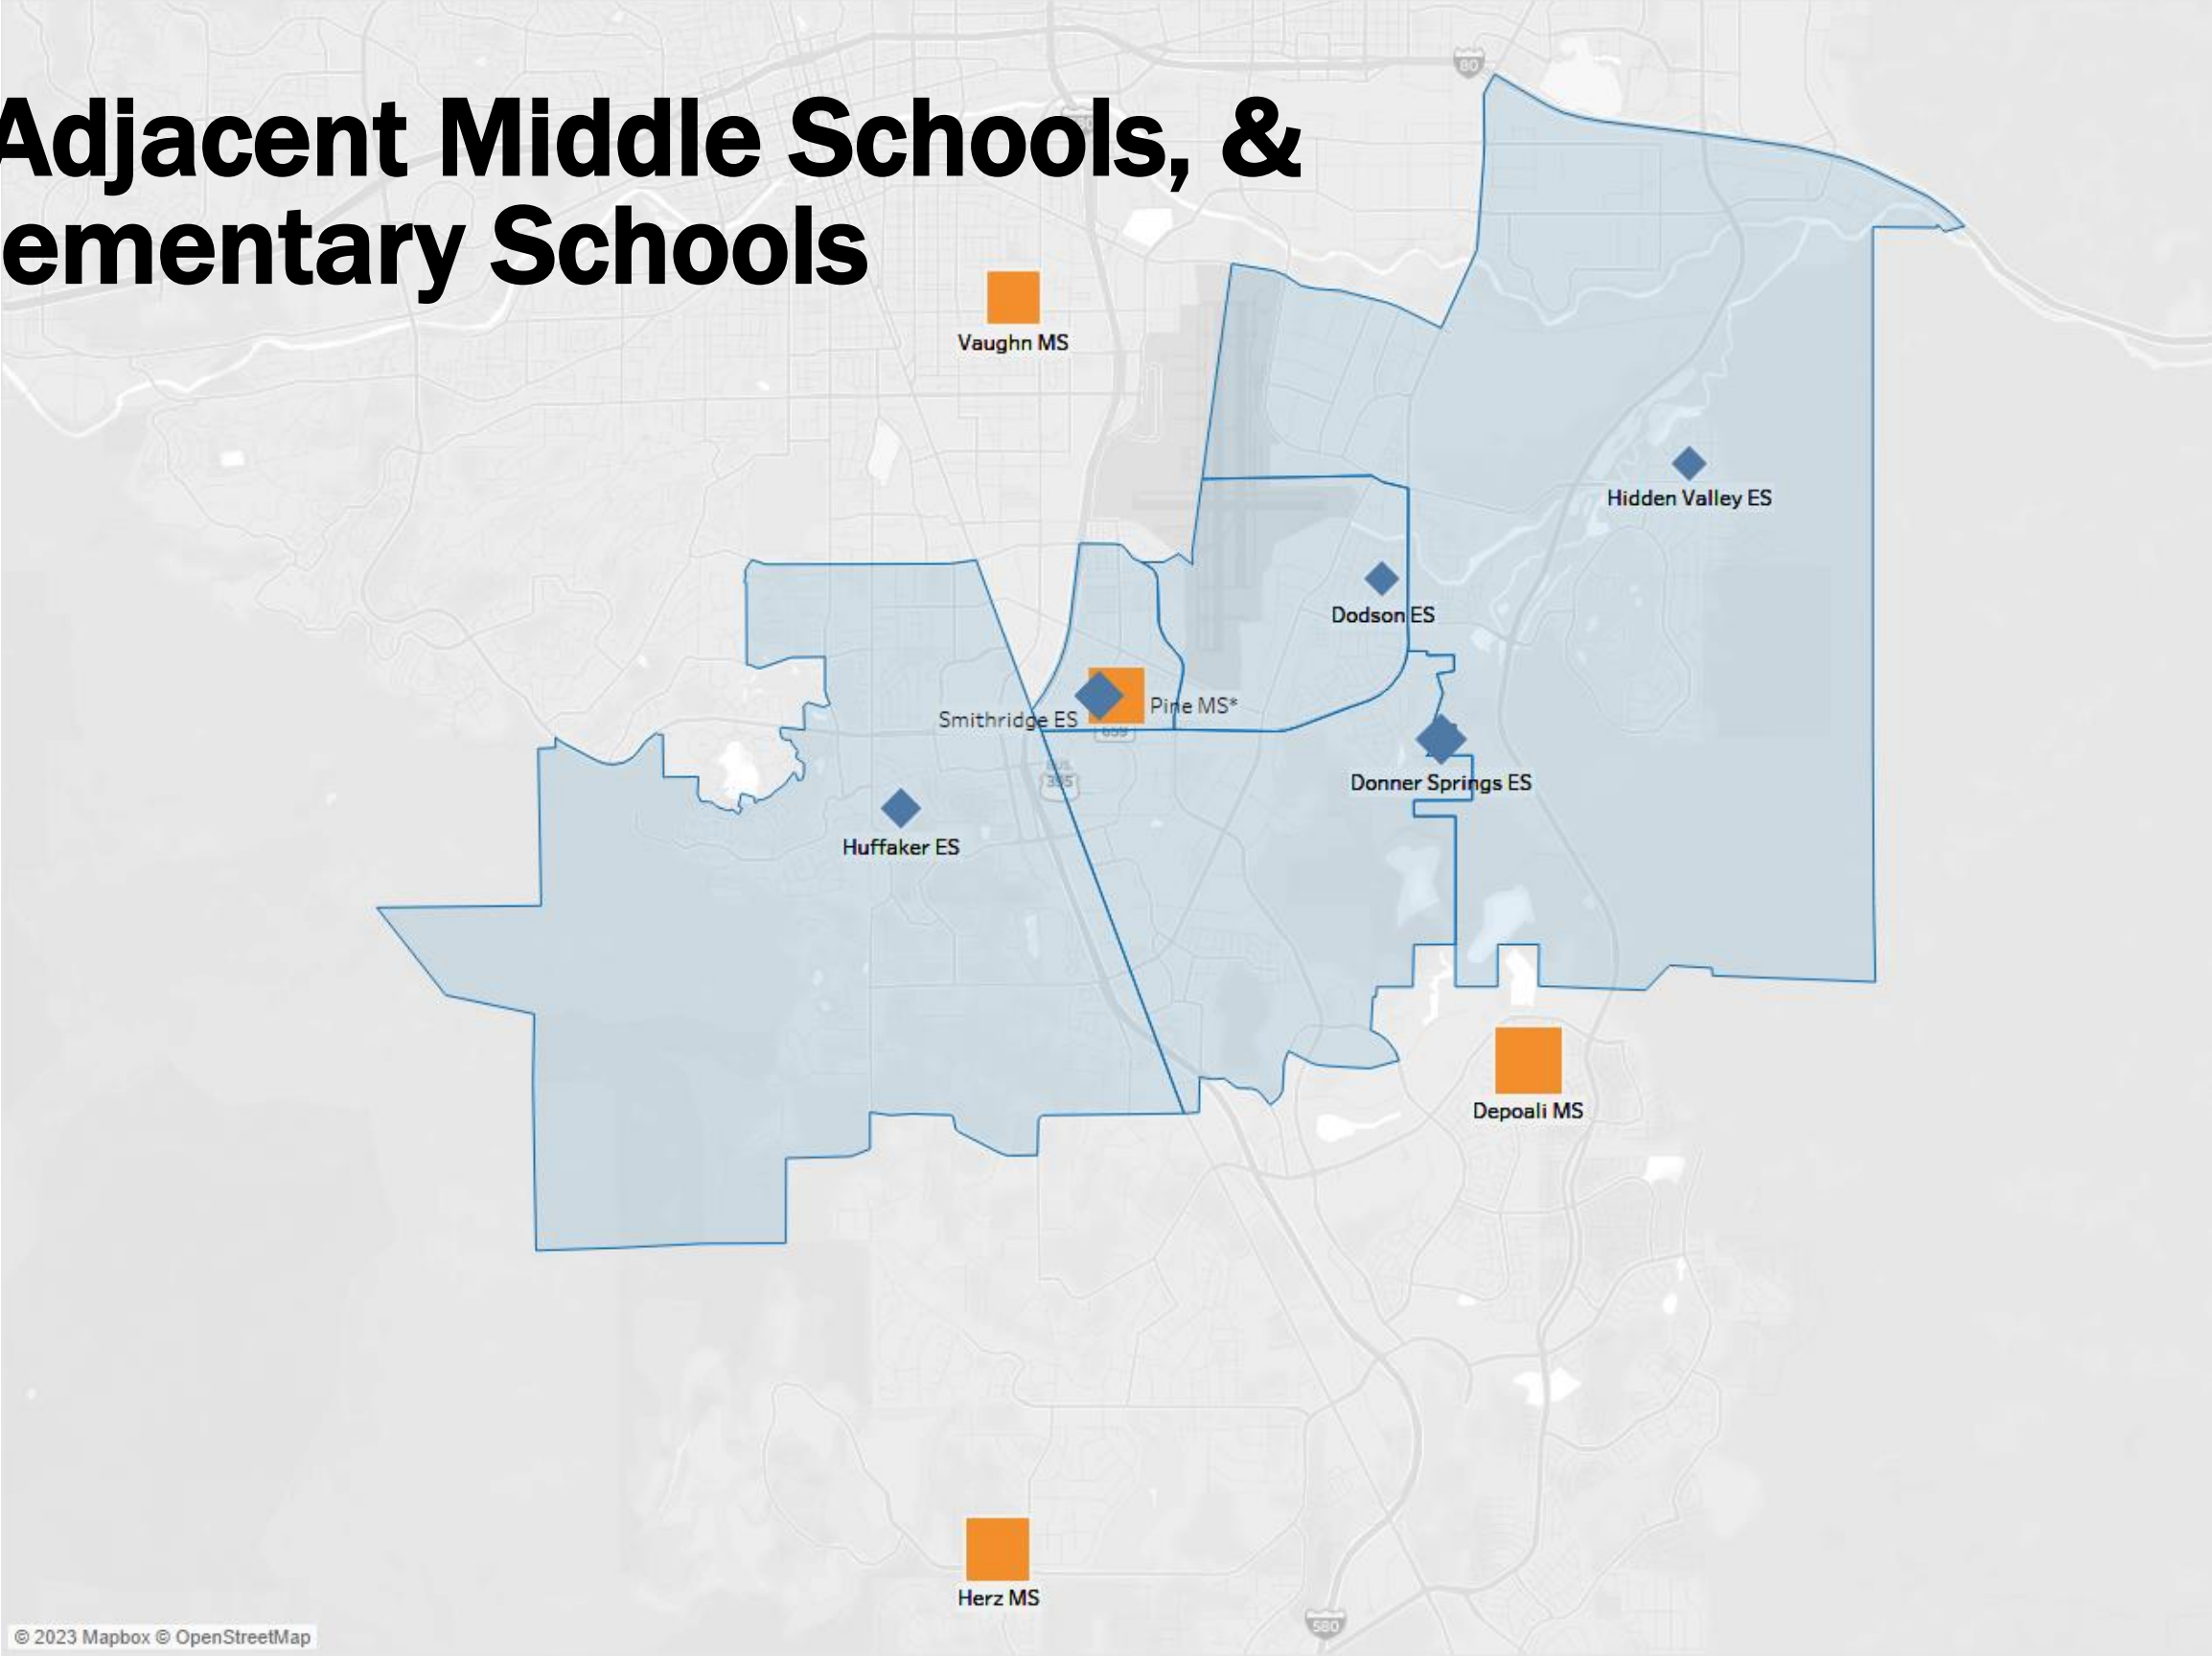 Adjacent Middle Schools, &
ementary Schools
80
Vaughn MS
Hidden Valley ES
Dodson ES
Smithridge ES
Pine MS*
659
395
Donner Springs ES
Huffaker ES
Depoali MS
Herz MS
580
© 2023 Mapbox © OpenStreetMap